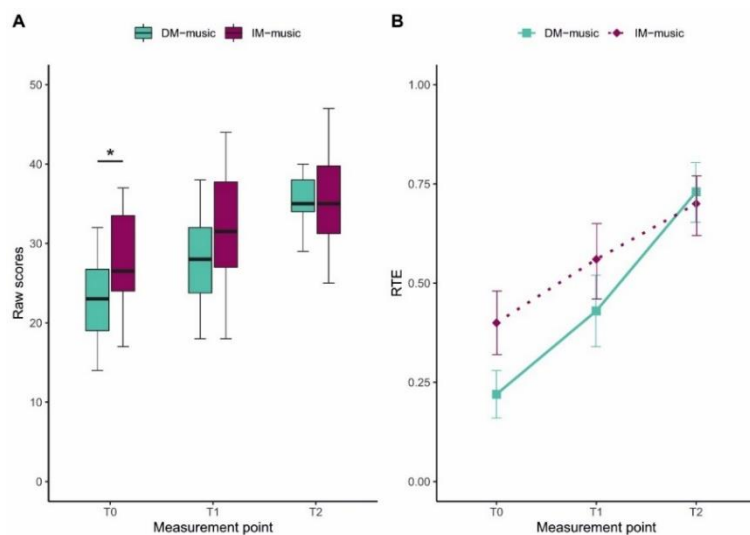 A
DM−music IM−music
50
40
30
20
10
0
Raw scores
*
T0 T1 T2
Measurement point
B
DM−music IM−music
1.00
0.75
0.50
0.25
0.00
RTE
T0 T1 T2
Measurement point